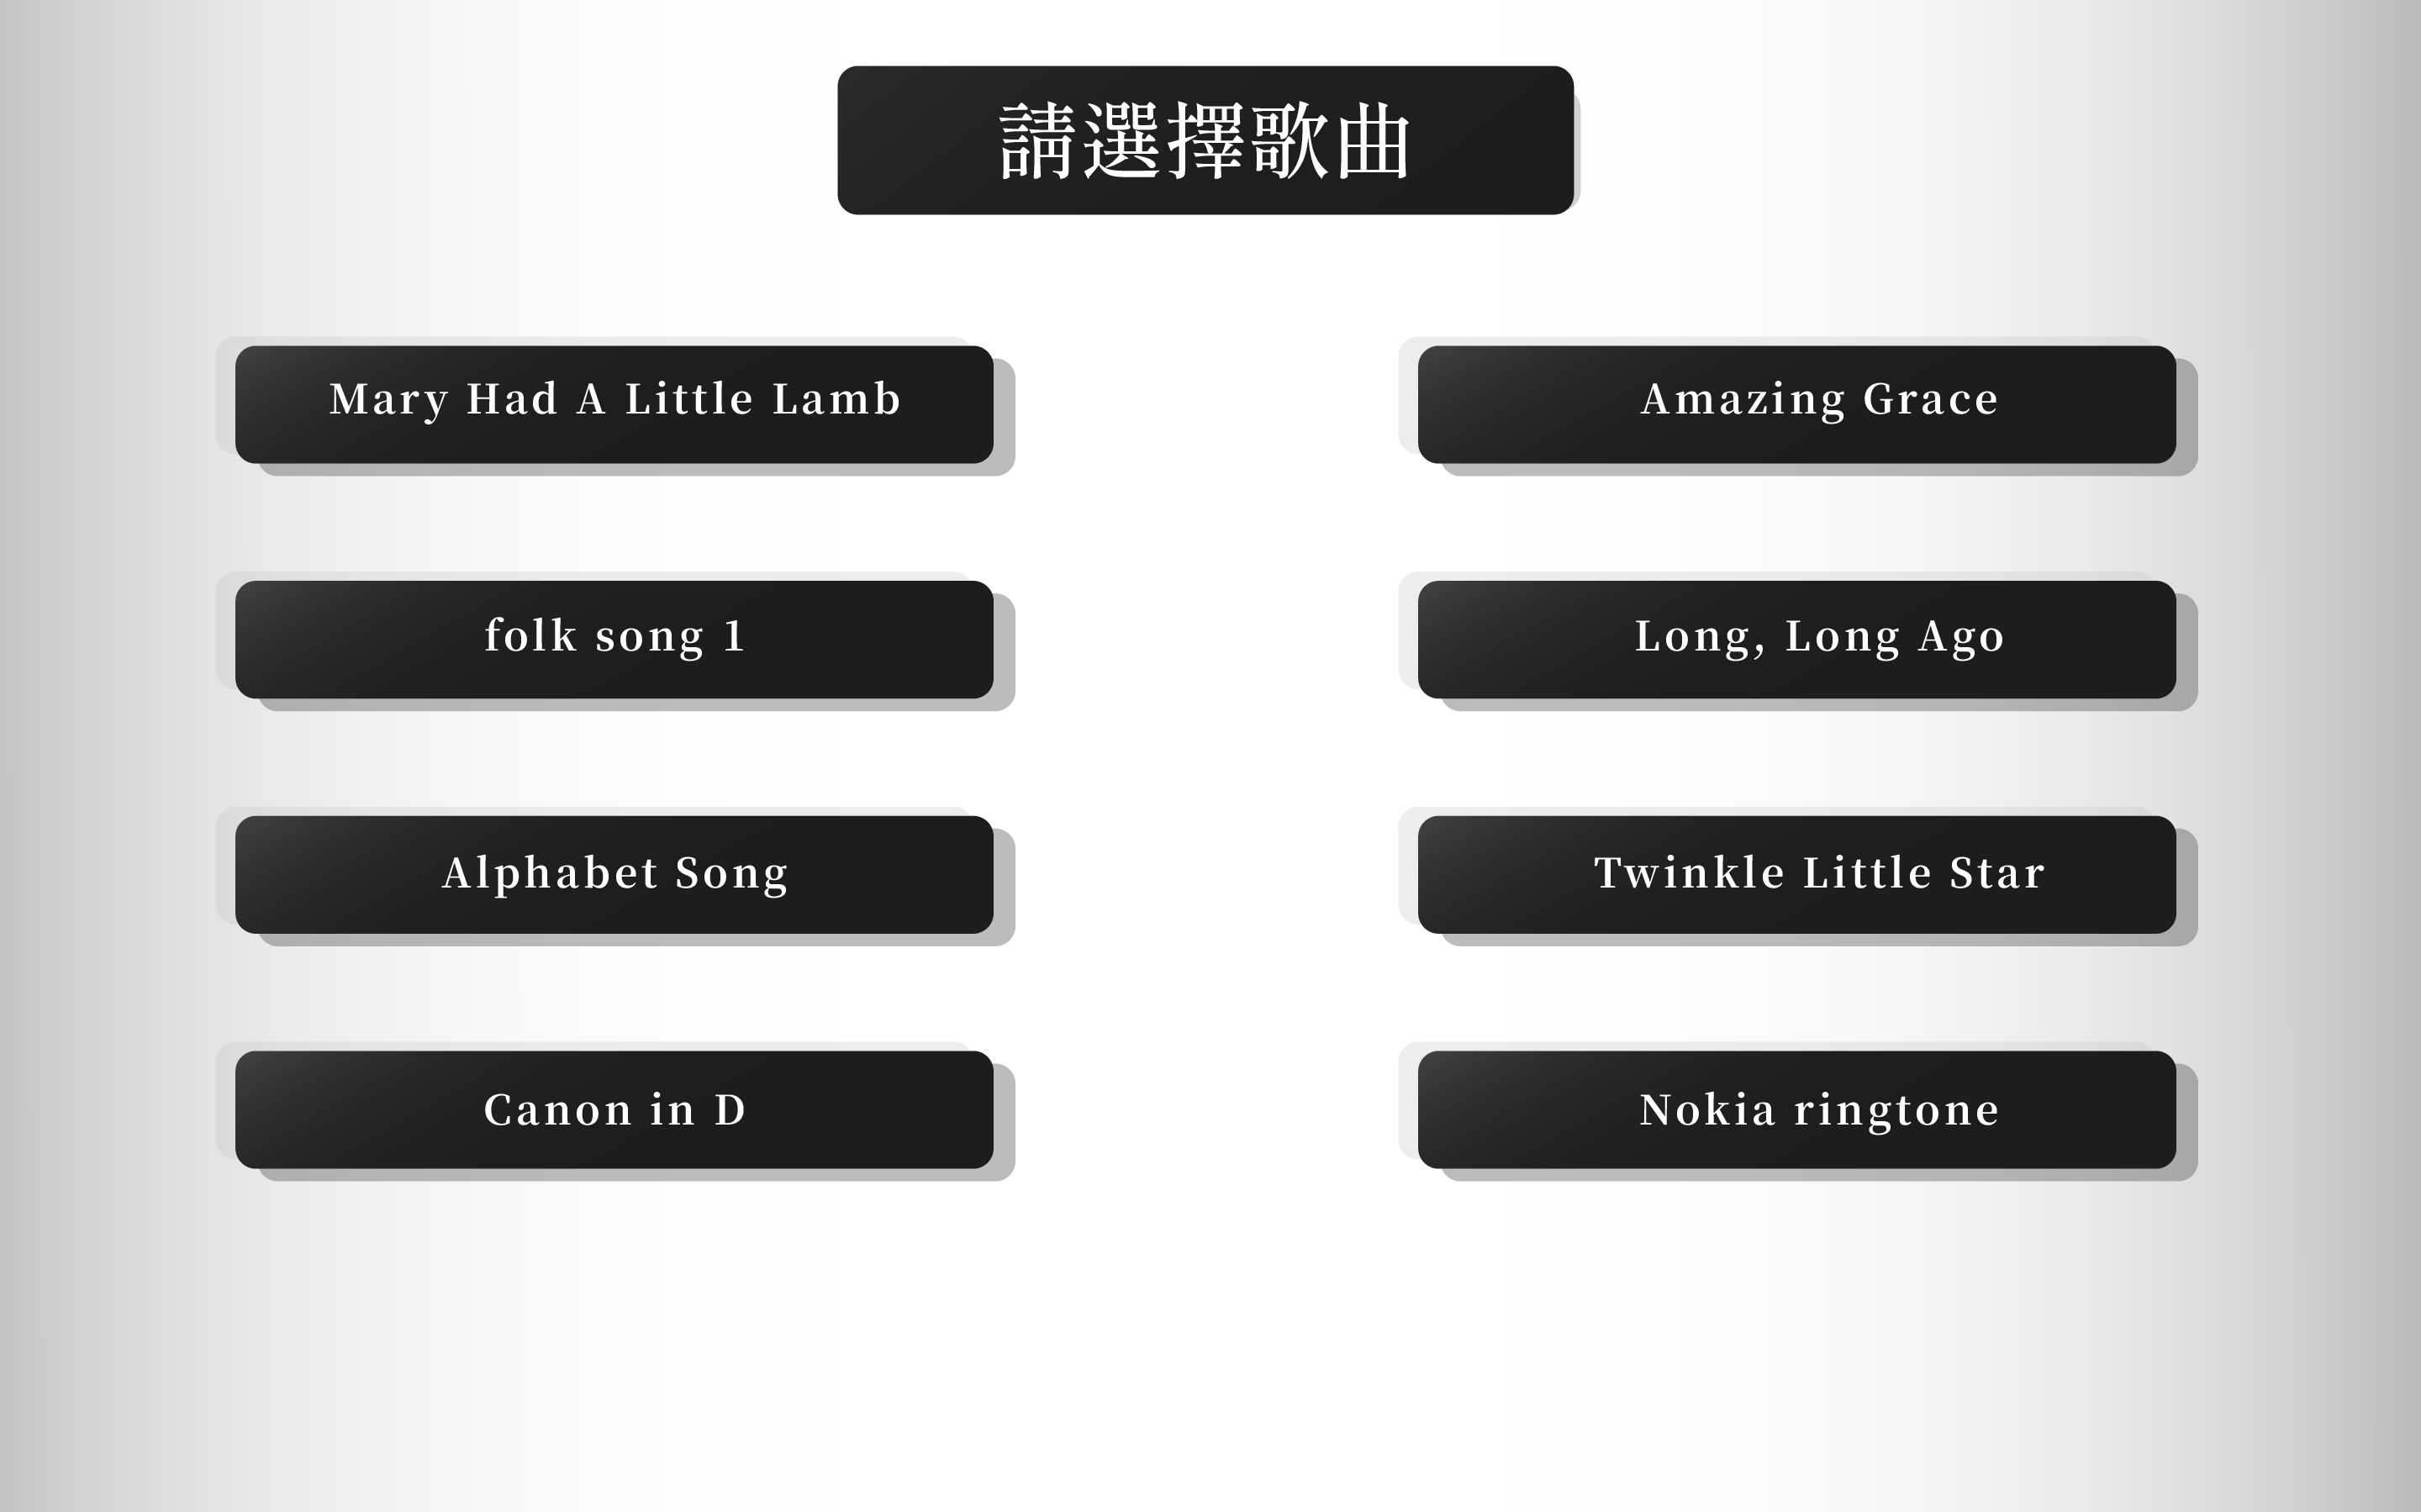 請選擇歌曲
Mary Had A Little Lamb
Amazing Grace
folk song 1
Long, Long Ago
Alphabet Song
Twinkle Little Star
Canon in D
Nokia ringtone